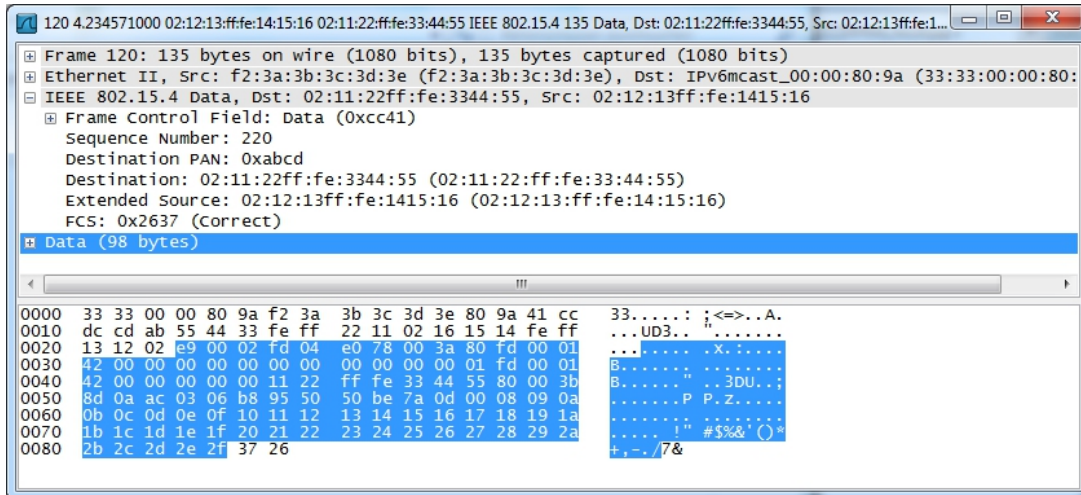 120 4.234571000 02:12:13:ff:fe:14:15:16 02:11:22:ff:fe:33:44:55 IEEE 802.15.4 135 Data, Dst: 02:11:22ff:fe:3344:55, Src: 02:12:13ff:fe:1...
Frame 120: 135 bytes on wire (1080 bits), 135 bytes captured (1080 bits)
Ethernet II, Src: f2:3a:3b:3c:3d:3e (f2:3a:3b:3c:3d:3e), Dst: IPv6mcast_00:00:80:9a (33:33:00:00:80:
IEEE 802.15.4 Data, Dst: 02:11:22ff:fe:3344:55, Src: 02:12:13ff:fe:1415:16
Frame Control Field: Data (0xcc41)
Sequence Number: 220
Destination PAN: 0xabcd
Destination: 02:11:22ff:fe:3344:55 (02:11:22:ff:fe:33:44:55)
Extended Source: 02:12:13ff:fe:1415:16 (02:12:13:ff:fe:14:15:16)
FCS: 0x2637 (Correct)
Data (98 bytes)
0000 33 33 00 00 80 9a f2 3a 3b 3c 3d 3e 80 9a 41 cc 33.....: ;<=>..A.
0010 dc cd ab 55 44 33 fe ff 22 11 02 16 15 14 fe ff ...UD3.. ".......
0020 13 12 02 e9 00 02 fd 04 e0 78 00 3a 80 fd 00 01 ........ .x.:....
0030 42 00 00 00 00 00 00 00 00 00 00 00 01 fd 00 01 B....... ........
0040 42 00 00 00 00 00 11 22 ff fe 33 44 55 80 00 3b B......" ..3DU..;
0050 8d 0a ac 03 06 b8 95 50 50 be 7a 0d 00 08 09 0a .......P P.z.....
0060 0b 0c 0d 0e 0f 10 11 12 13 14 15 16 17 18 19 1a ........ ........
0070 1b 1c 1d 1e 1f 20 21 22 23 24 25 26 27 28 29 2a ..... !" #$%&'()*
0080 2b 2c 2d 2e 2f 37 26 +,-./7&